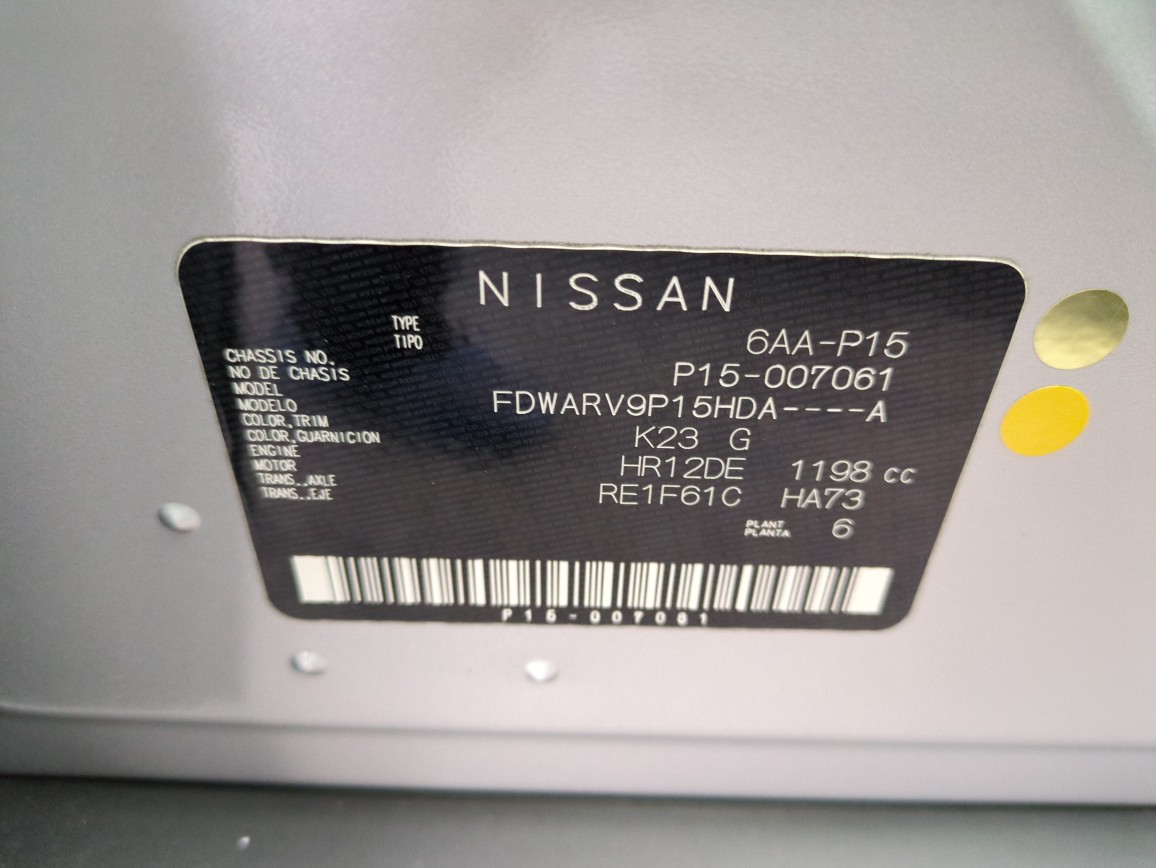 NISSAN
TYPE
TIPO 6AA-P15
CHASSIS NO.
NO DE CHASIS P15-007061
MODEL
MODELO FDWARV9P15HDA----A
COLOR,TRIM
COLOR,GUARNICION K23 G
ENGINE
MOTOR HR12DE 1198 cc
TRANS.,AXLE
TRANS.,EJE RE1F61C HA73
PLANT
PLANTA 6
P15-007061